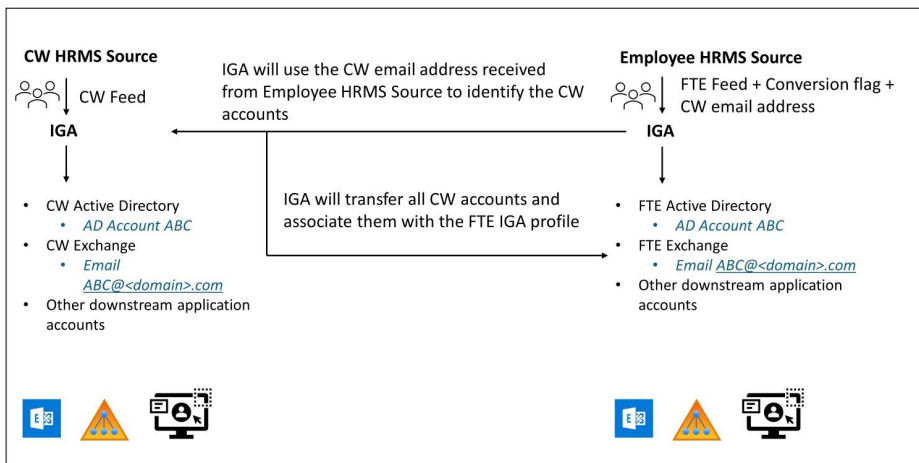 CW HRMS Source
CW Feed
IGA
IGA will use the CW email address received
from Employee HRMS Source to identify the CW
accounts
Employee HRMS Source
FTE Feed + Conversion flag +
CW email address
IGA
IGA will transfer all CW accounts and
associate them with the FTE IGA profile
• CW Active Directory
• AD Account ABC
• CW Exchange
• Email
ABC@<domain>.com
• Other downstream application
accounts
• FTE Active Directory
• AD Account ABC
• FTE Exchange
• Email ABC@<domain>.com
• Other downstream application
accounts
E
E